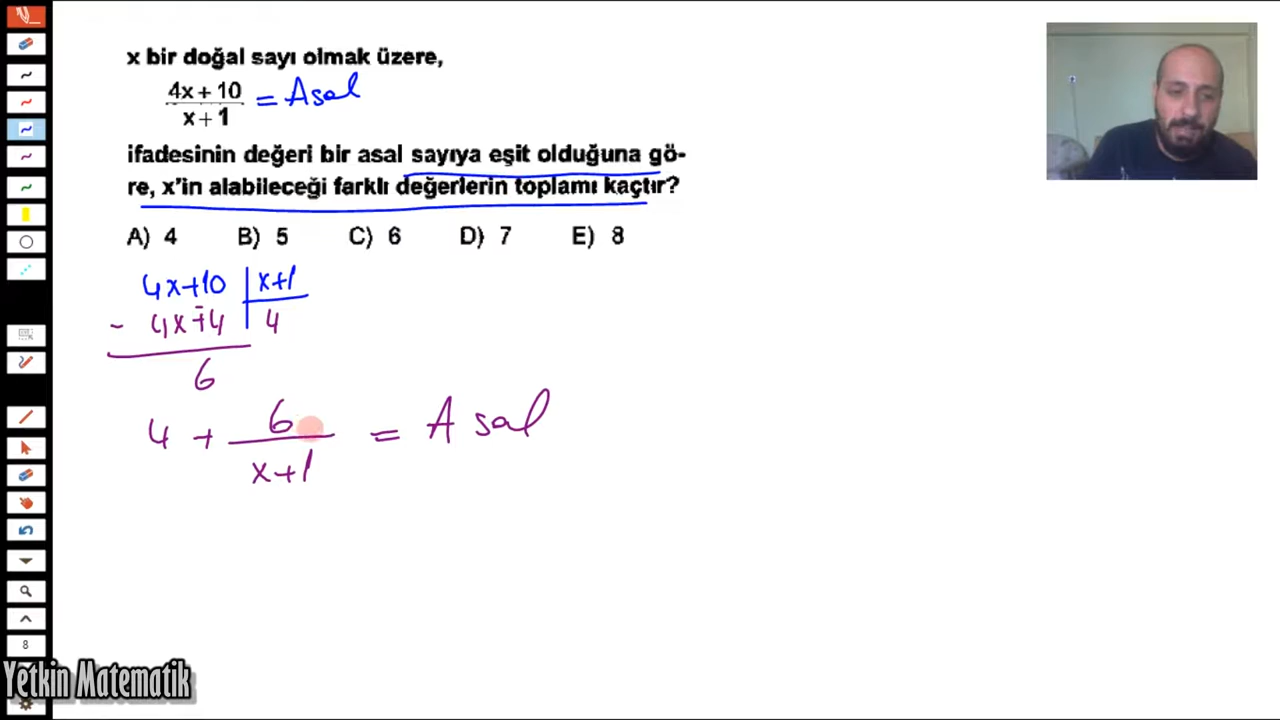 x bir doğal sayı olmak üzere,
4x + 10
x + 1
= Asal
ifadesinin değeri bir asal sayıya eşit olduğuna gö-
re, x'in alabileceği farklı değerlerin toplamı kaçtır?
A) 4 B) 5 C) 6 D) 7 E) 8
4x+10 | x+1
- 4x+4 | 4
6
4 + 6 = Asal
x+1
8
Yetkin Matematik